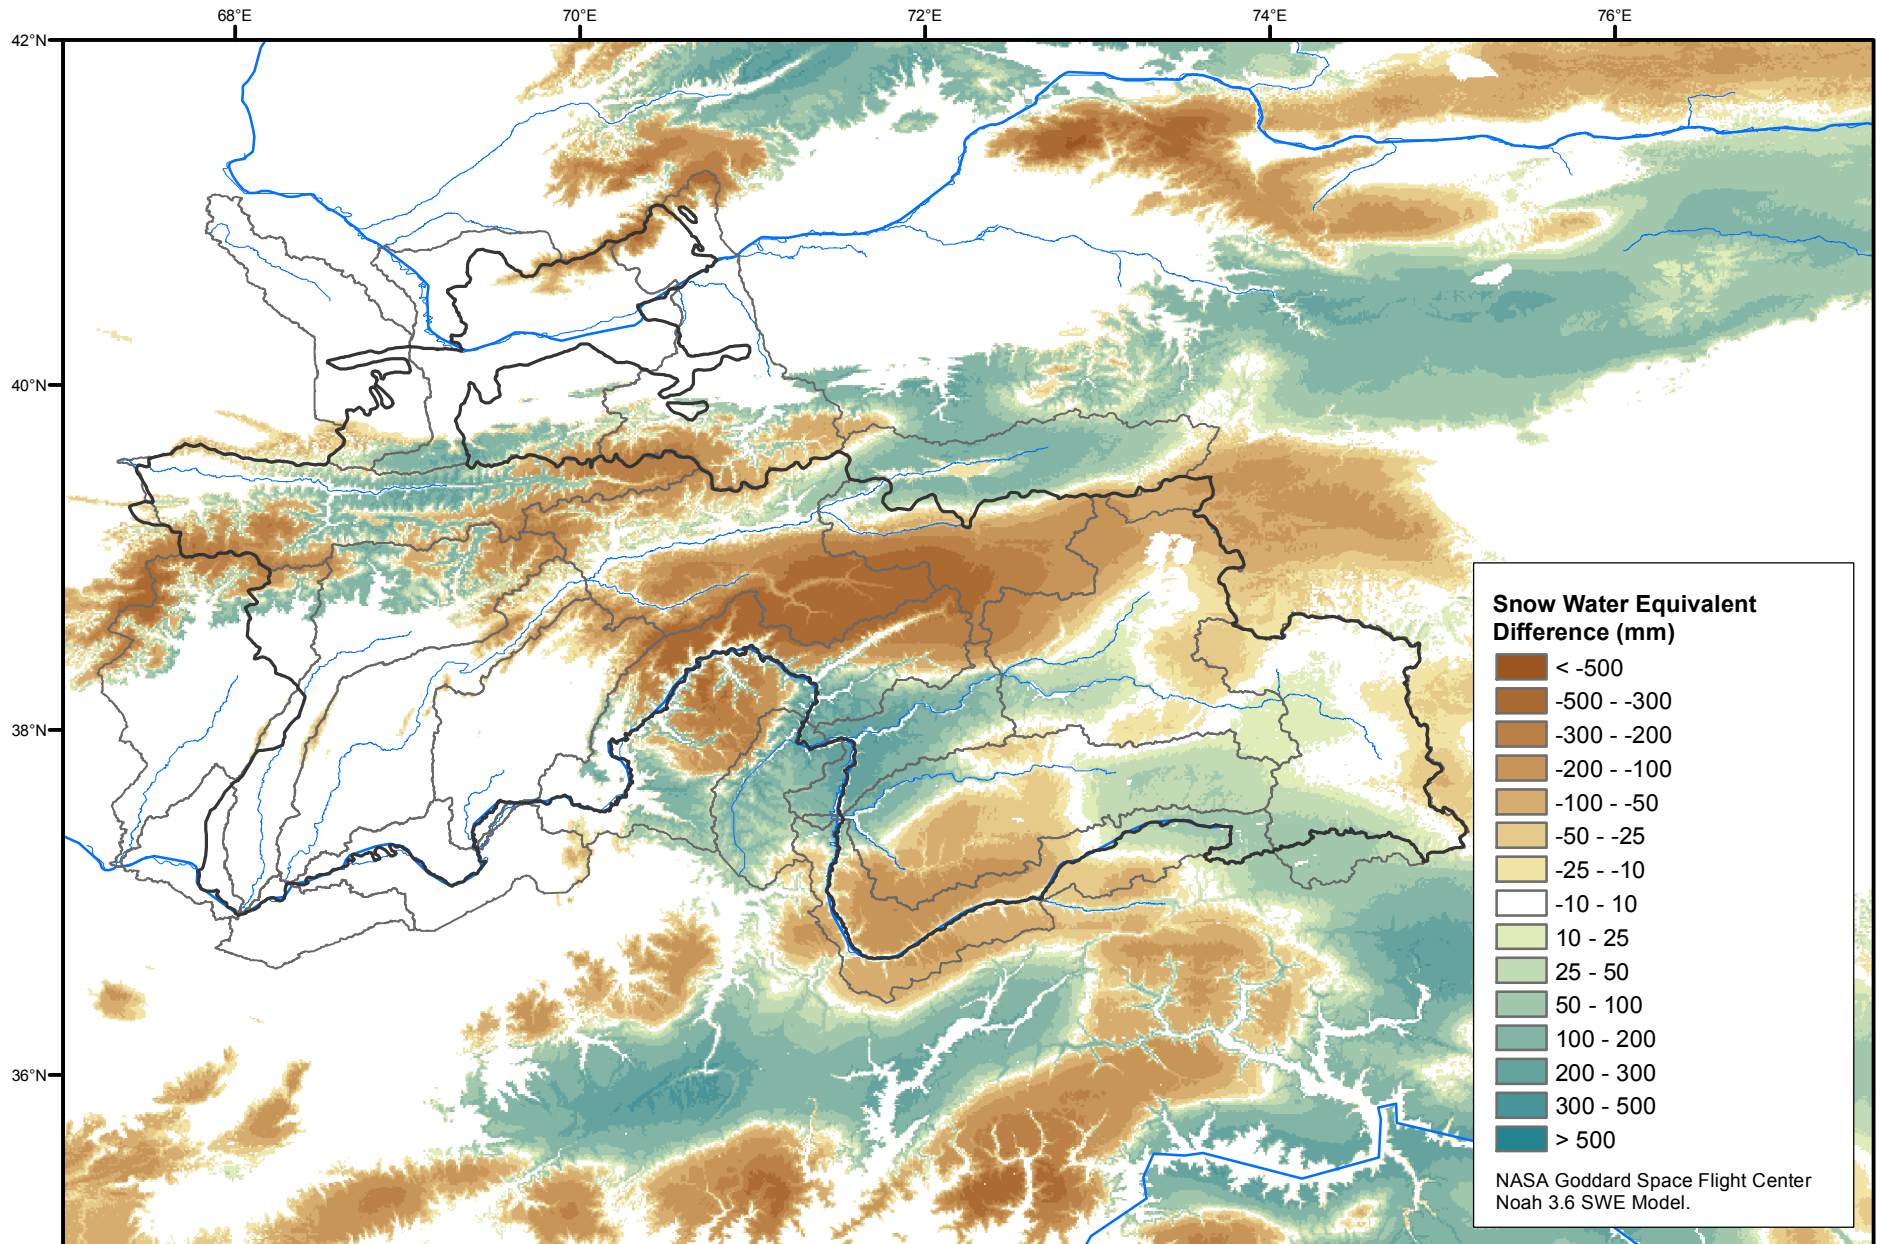 68°E 70°E 72°E 74°E 76°E
42°N
40°N
38°N
36°N
Snow Water Equivalent
Difference (mm)
< -500
-500 - -300
-300 - -200
-200 - -100
-100 - -50
-50 - -25
-25 - -10
-10 - 10
10 - 25
25 - 50
50 - 100
100 - 200
200 - 300
300 - 500
> 500
NASA Goddard Space Flight Center
Noah 3.6 SWE Model.